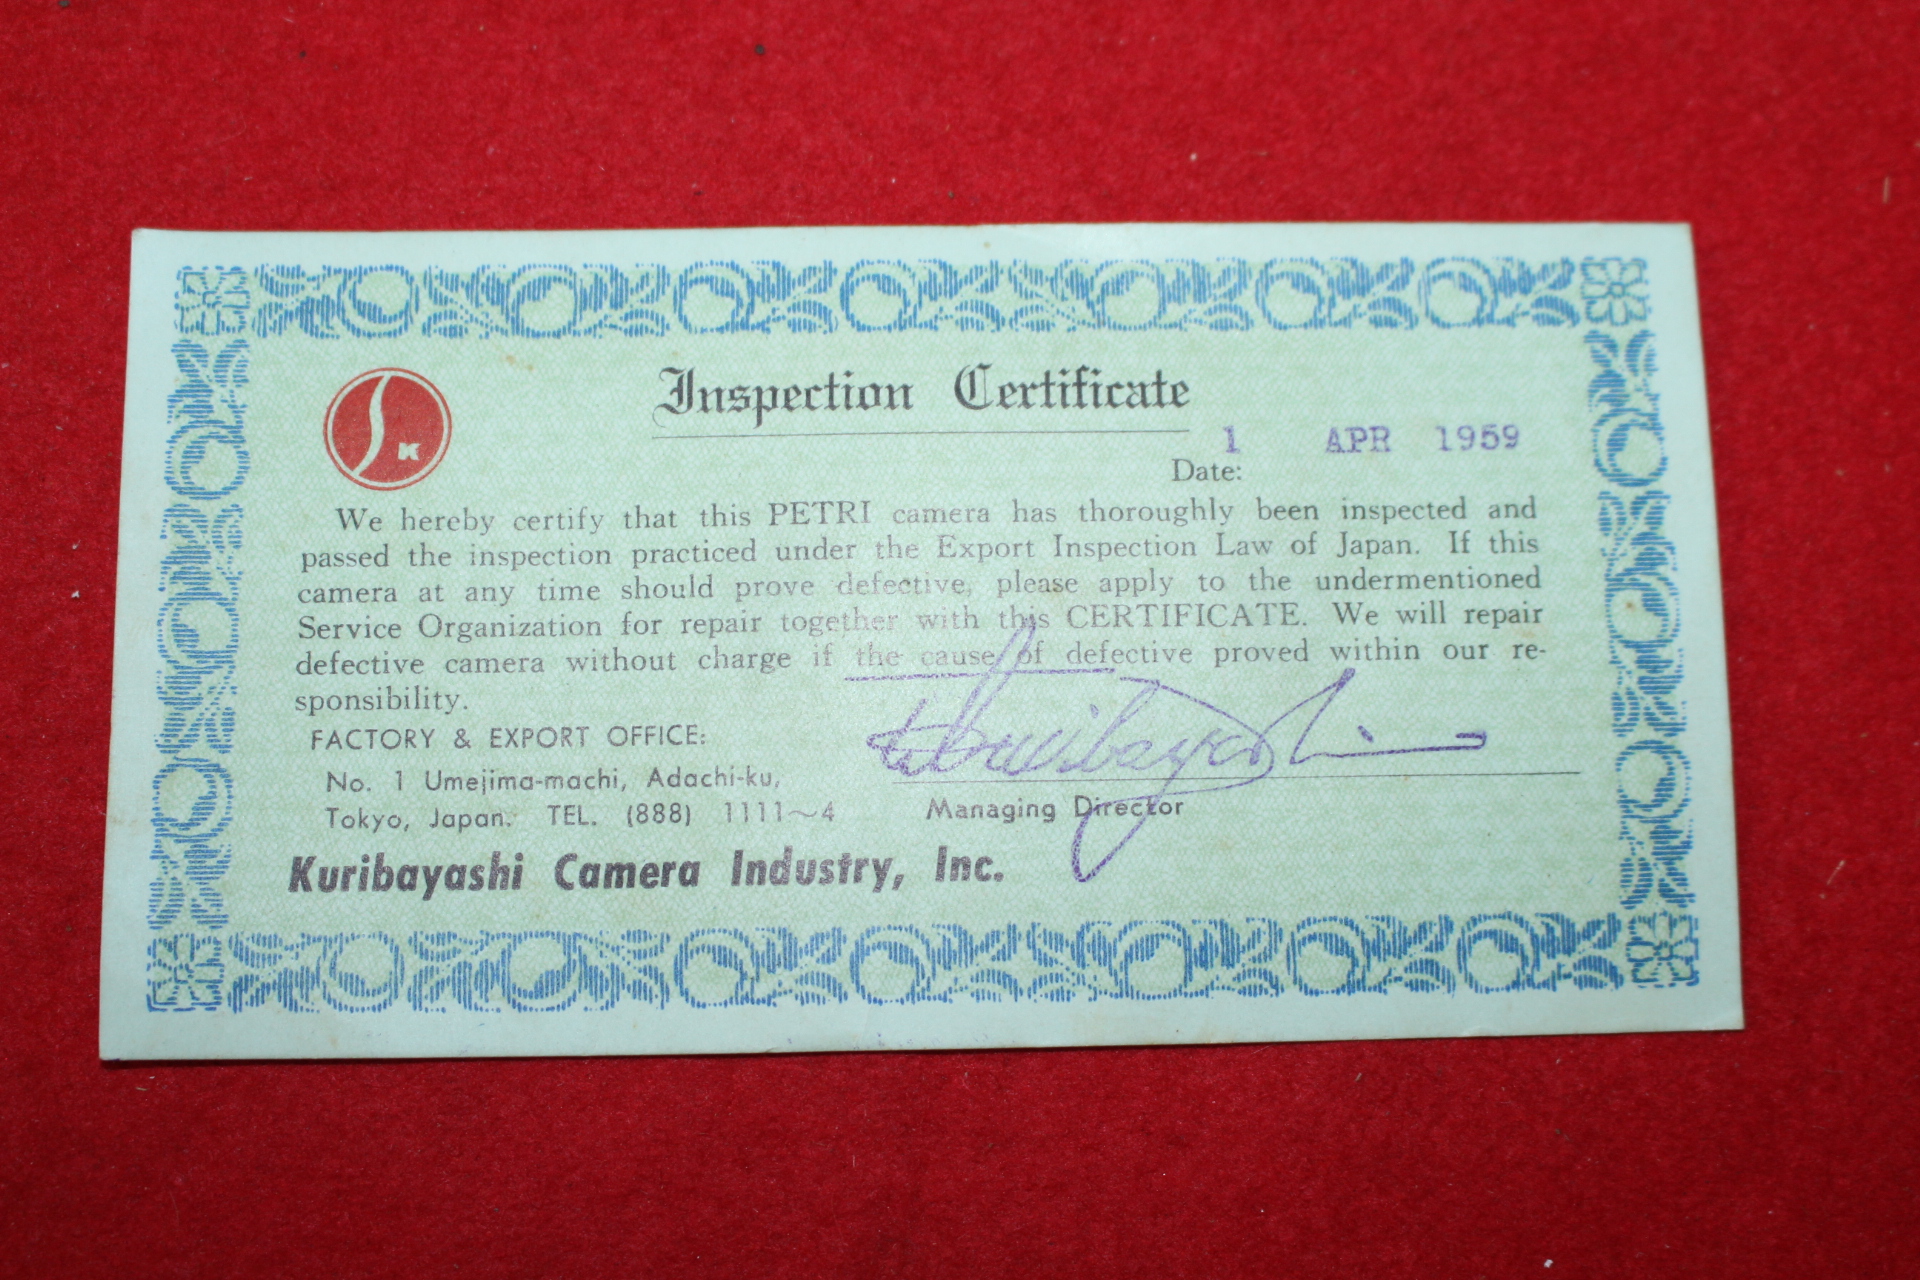 K
Inspection Certificate
1 APR 1959
Date:
We hereby certify that this PETRI camera has thoroughly been inspected and
passed the inspection practiced under the Export Inspection Law of Japan. If this
camera at any time should prove defective, please apply to the undermentioned
Service Organization for repair together with this CERTIFICATE. We will repair
defective camera without charge if the cause of defective proved within our re-
sponsibility.
FACTORY & EXPORT OFFICE:
No. 1 Umejima-machi, Adachi-ku,
Tokyo, Japan. TEL. (888) 1111~4
Managing Director
Kuribayashi Camera Industry, Inc.